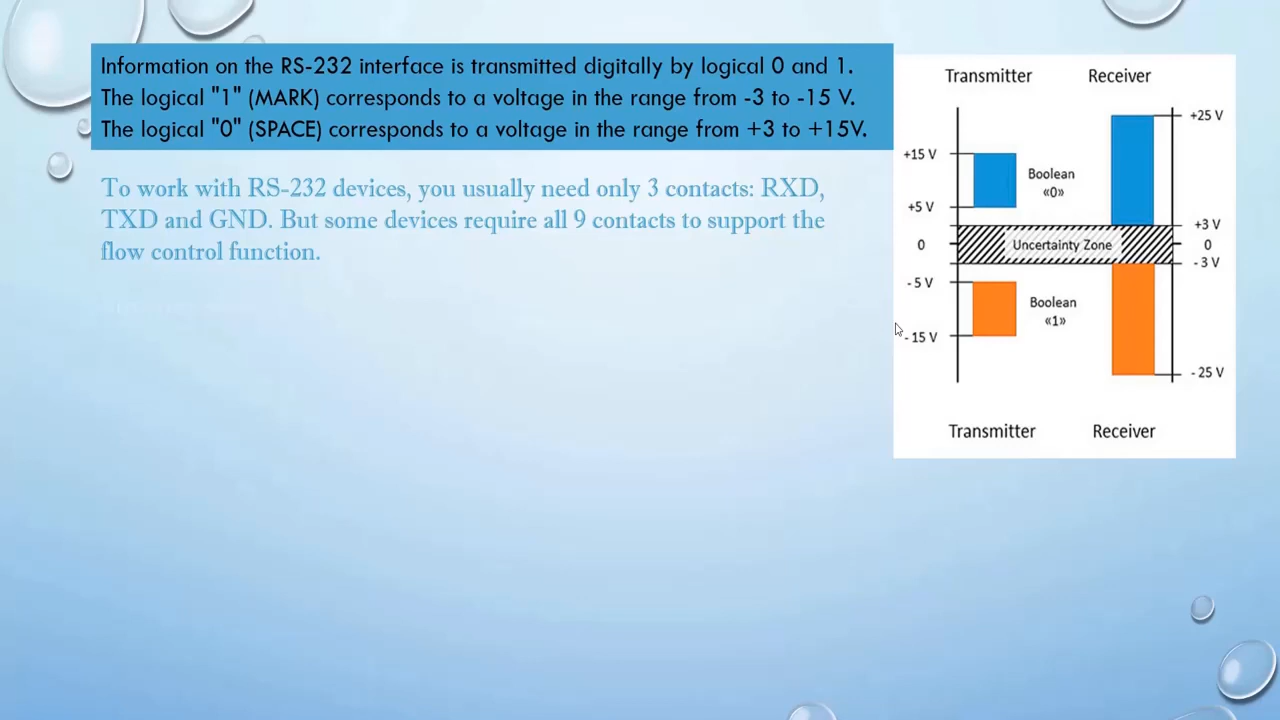 Information on the RS-232 interface is transmitted digitally by logical 0 and 1.
The logical "1" (MARK) corresponds to a voltage in the range from -3 to -15 V.
The logical "0" (SPACE) corresponds to a voltage in the range from +3 to +15V.
To work with RS-232 devices, you usually need only 3 contacts: RXD,
TXD and GND. But some devices require all 9 contacts to support the
flow control function.
Transmitter Receiver
+25 V
+15 V
Boolean
«0»
+5 V
+3 V
0 Uncertainty Zone 0
- 3 V
- 5 V
Boolean
«1»
- 15 V
- 25 V
Transmitter Receiver